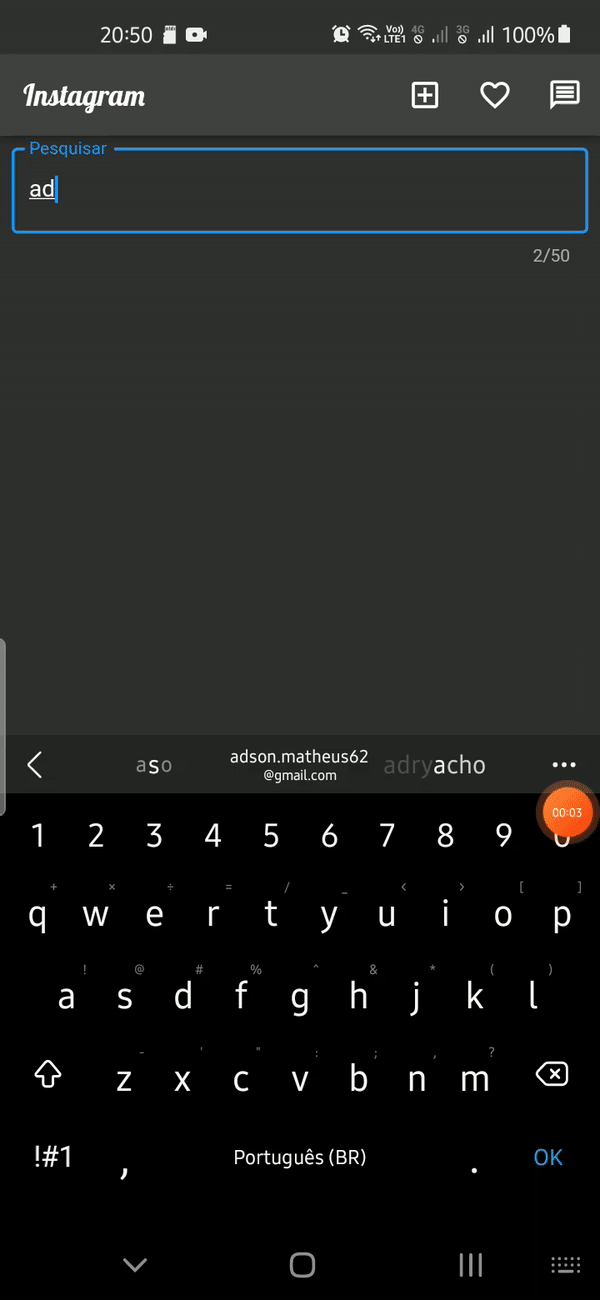 20:50 Vo)) LTE1 4G 3G 100%
Instagram
Pesquisar
ad
2/50
aso adson.matheus62 @gmail.com adryacho ...
00:03
1 2 3 4 5 6 7 8 9 0
+ × ÷ = / _ < > [ ]
q w e r t y u i o p
! @ # % ^ & * ( )
a s d f g h j k l
- ' " : ; , ?
z x c v b n m
!#1 , Português (BR) . OK